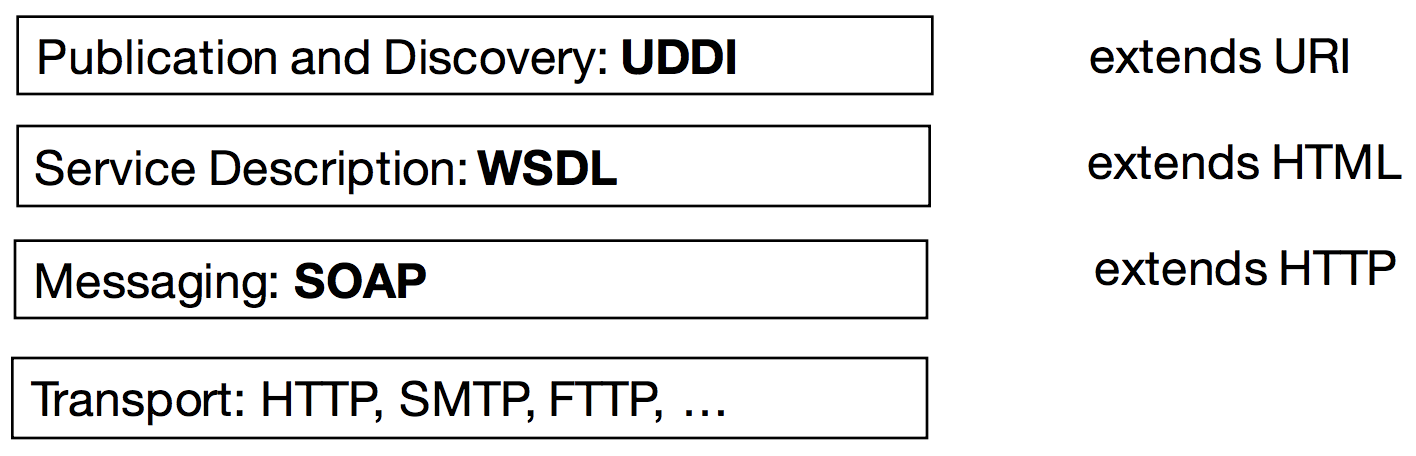 Publication and Discovery: UDDI extends URI
Service Description: WSDL extends HTML
Messaging: SOAP extends HTTP
Transport: HTTP, SMTP, FTTP, ...